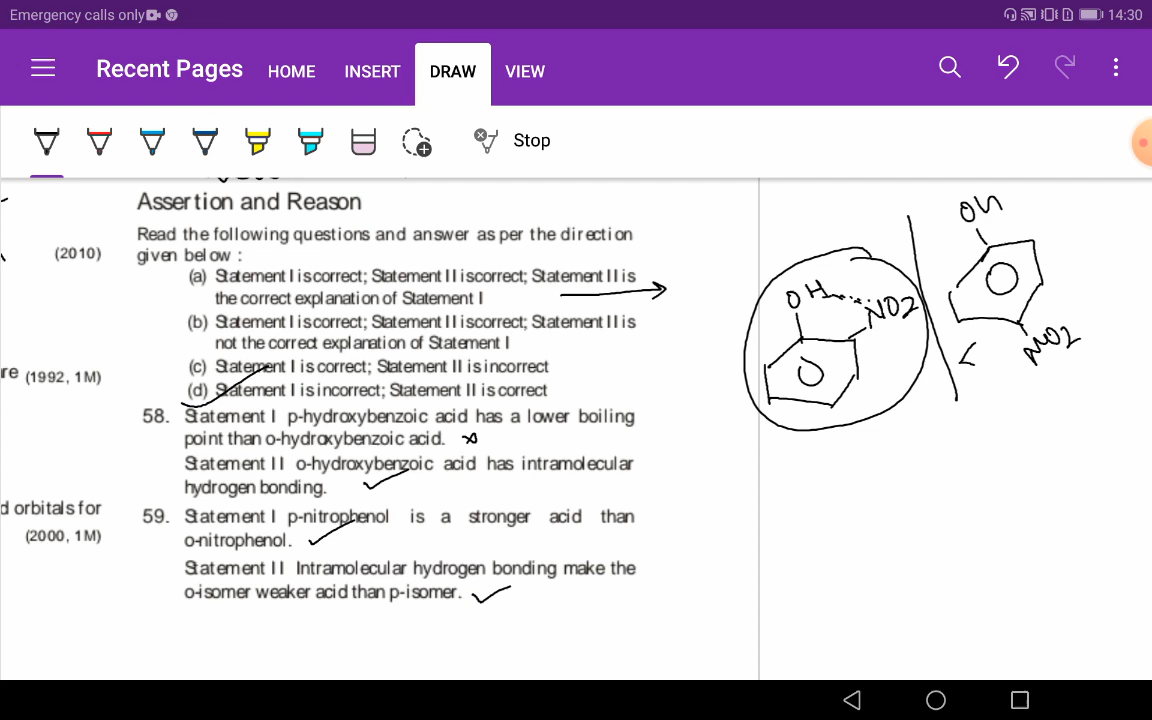 Emergency calls only 14:30
Recent Pages HOME INSERT DRAW VIEW
Stop
Assertion and Reason
Read the following questions and answer as per the direction
given below :
(2010)
(a) Statement I is correct; Statement II is correct; Statement II is
the correct explanation of Statement I
(b) Statement I is correct; Statement II is correct; Statement II is
not the correct explanation of Statement I
(c) Statement I is correct; Statement II is incorrect
re (1992, 1M)
(d) Statement I is incorrect; Statement II is correct
58. Statement I p-hydroxybenzoic acid has a lower boiling
point than o-hydroxybenzoic acid.
Statement II o-hydroxybenzoic acid has intramolecular
hydrogen bonding.
d orbitals for
(2000, 1M)
59. Statement I p-nitrophenol is a stronger acid than
o-nitrophenol.
Statement II Intramolecular hydrogen bonding make the
o-isomer weaker acid than p-isomer.
OH NO2
OH
NO2
<